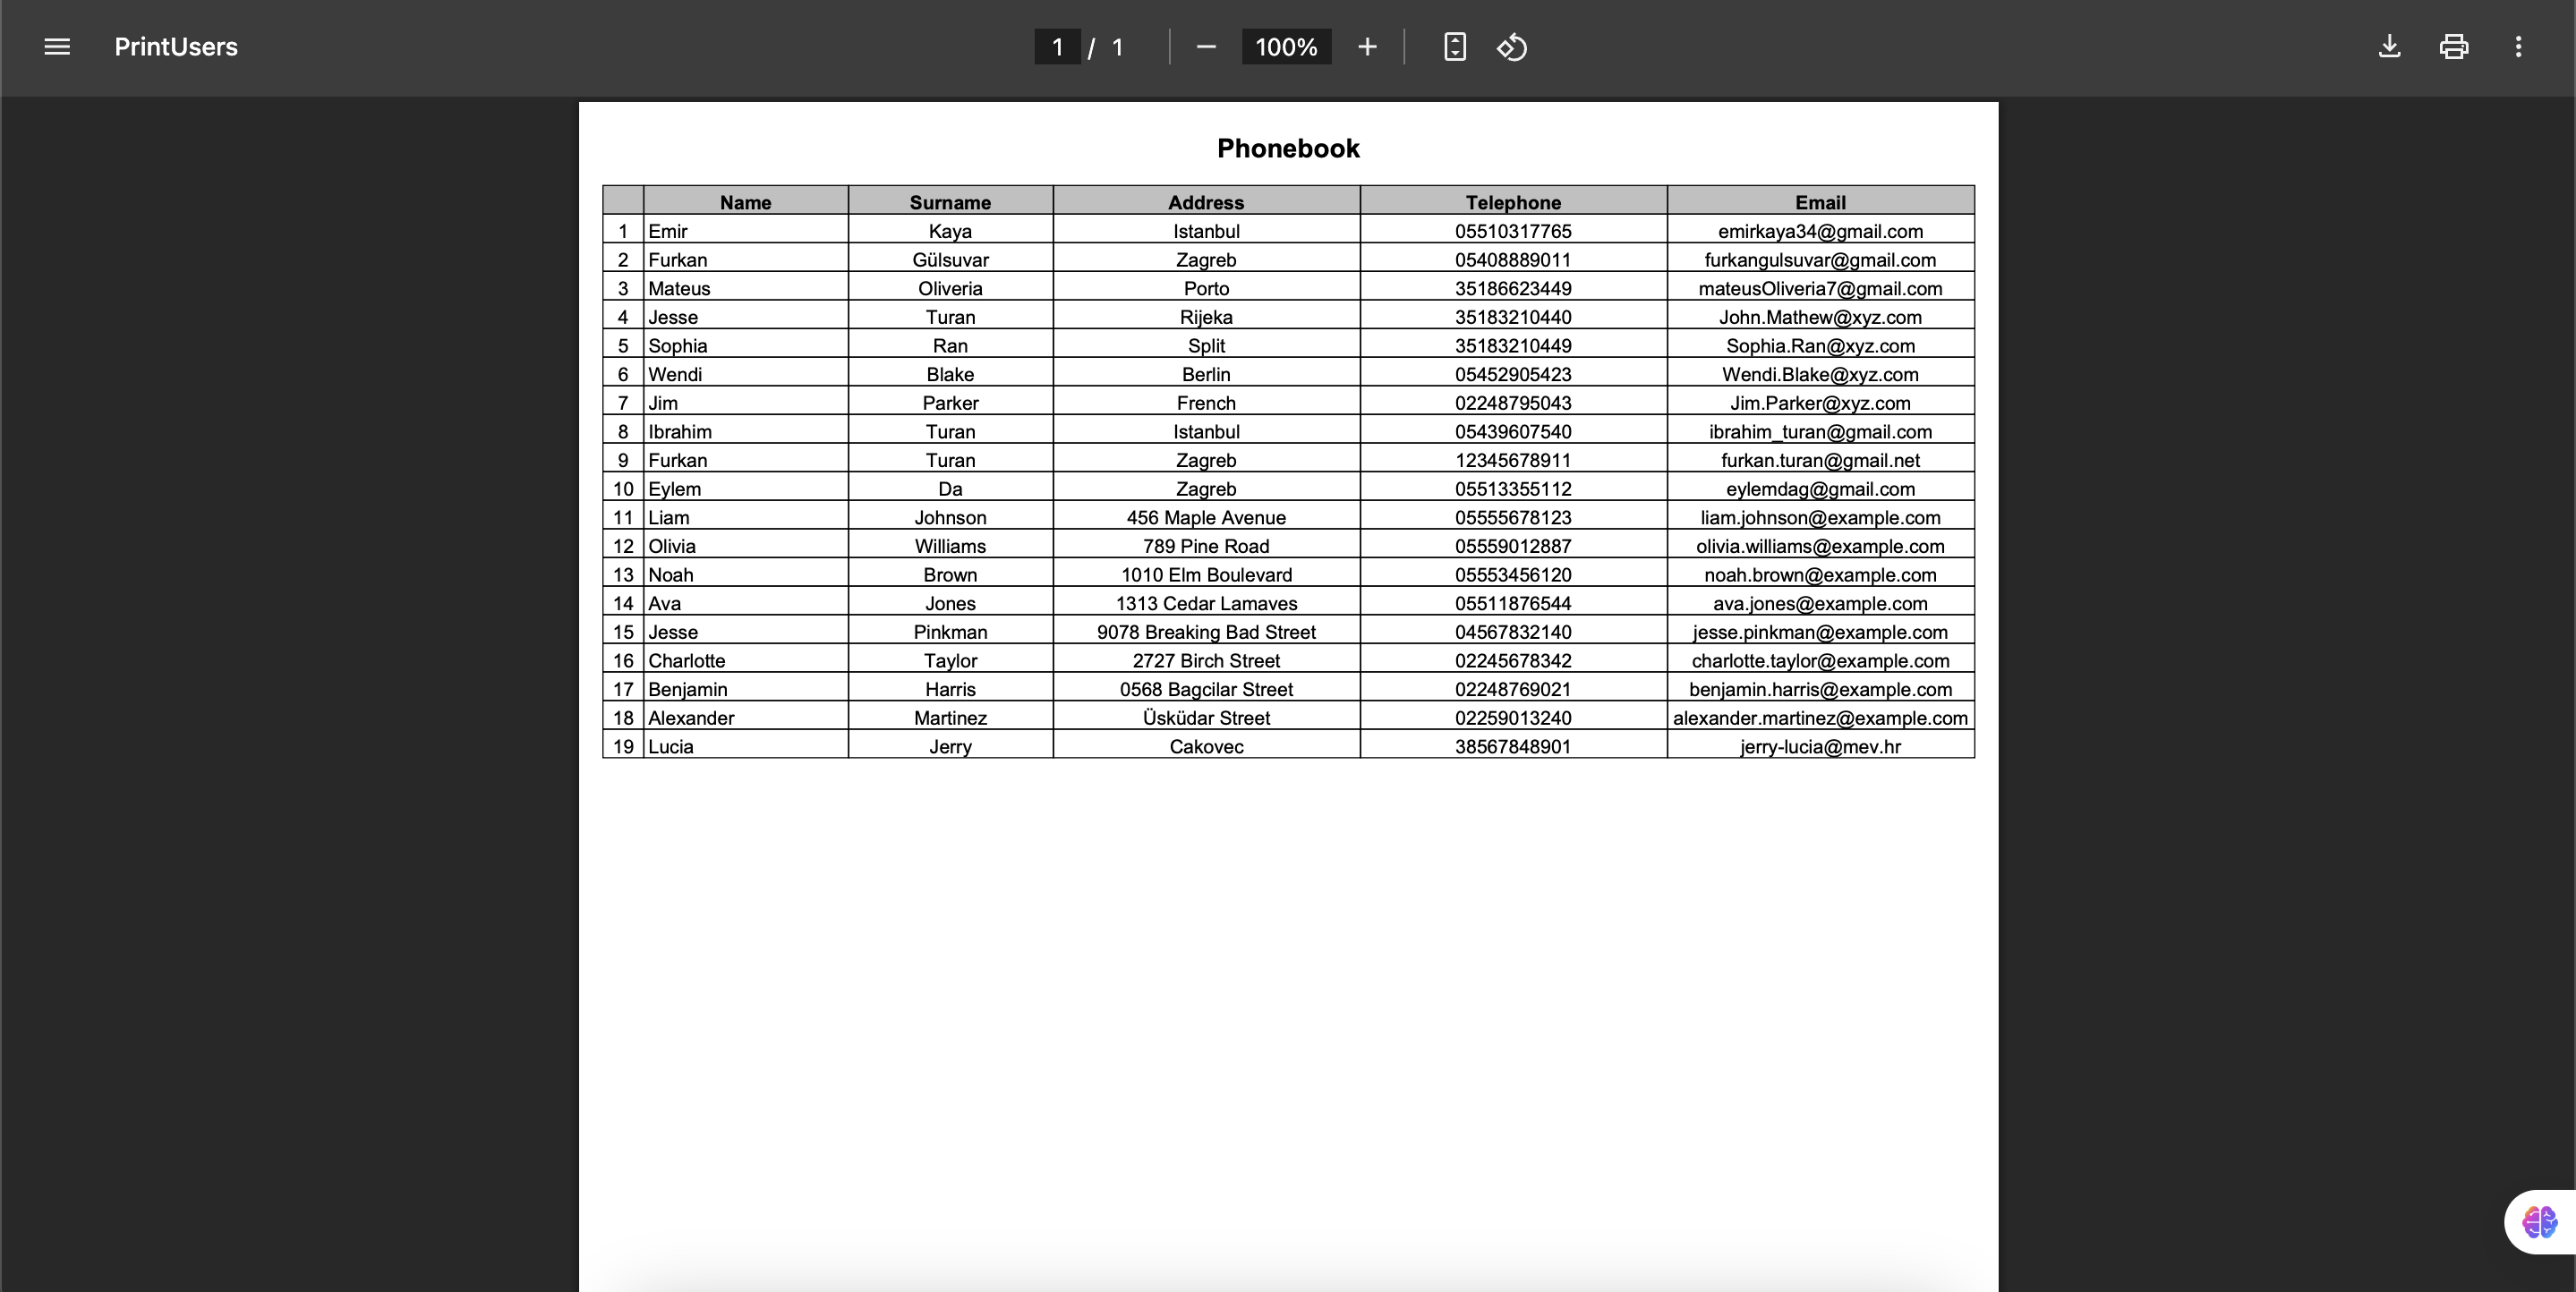 PrintUsers 1 / 1 100%
Phonebook
Name Surname Address Telephone Email
1 Emir Kaya Istanbul 05510317765 emirkaya34@gmail.com
2 Furkan Gülsuvar Zagreb 05408889011 furkangulsuvar@gmail.com
3 Mateus Oliveria Porto 35186623449 mateusOliveria7@gmail.com
4 Jesse Turan Rijeka 35183210440 John.Mathew@xyz.com
5 Sophia Ran Split 35183210449 Sophia.Ran@xyz.com
6 Wendi Blake Berlin 05452905423 Wendi.Blake@xyz.com
7 Jim Parker French 02248795043 Jim.Parker@xyz.com
8 Ibrahim Turan Istanbul 05439607540 ibrahim_turan@gmail.com
9 Furkan Turan Zagreb 12345678911 furkan.turan@gmail.net
10 Eylem Da Zagreb 05513355112 eylemdag@gmail.com
11 Liam Johnson 456 Maple Avenue 05555678123 liam.johnson@example.com
12 Olivia Williams 789 Pine Road 05559012887 olivia.williams@example.com
13 Noah Brown 1010 Elm Boulevard 05553456120 noah.brown@example.com
14 Ava Jones 1313 Cedar Lamaves 05511876544 ava.jones@example.com
15 Jesse Pinkman 9078 Breaking Bad Street 04567832140 jesse.pinkman@example.com
16 Charlotte Taylor 2727 Birch Street 02245678342 charlotte.taylor@example.com
17 Benjamin Harris 0568 Bagcilar Street 02248769021 benjamin.harris@example.com
18 Alexander Martinez Üsküdar Street 02259013240 alexander.martinez@example.com
19 Lucia Jerry Cakovec 38567848901 jerry-lucia@mev.hr